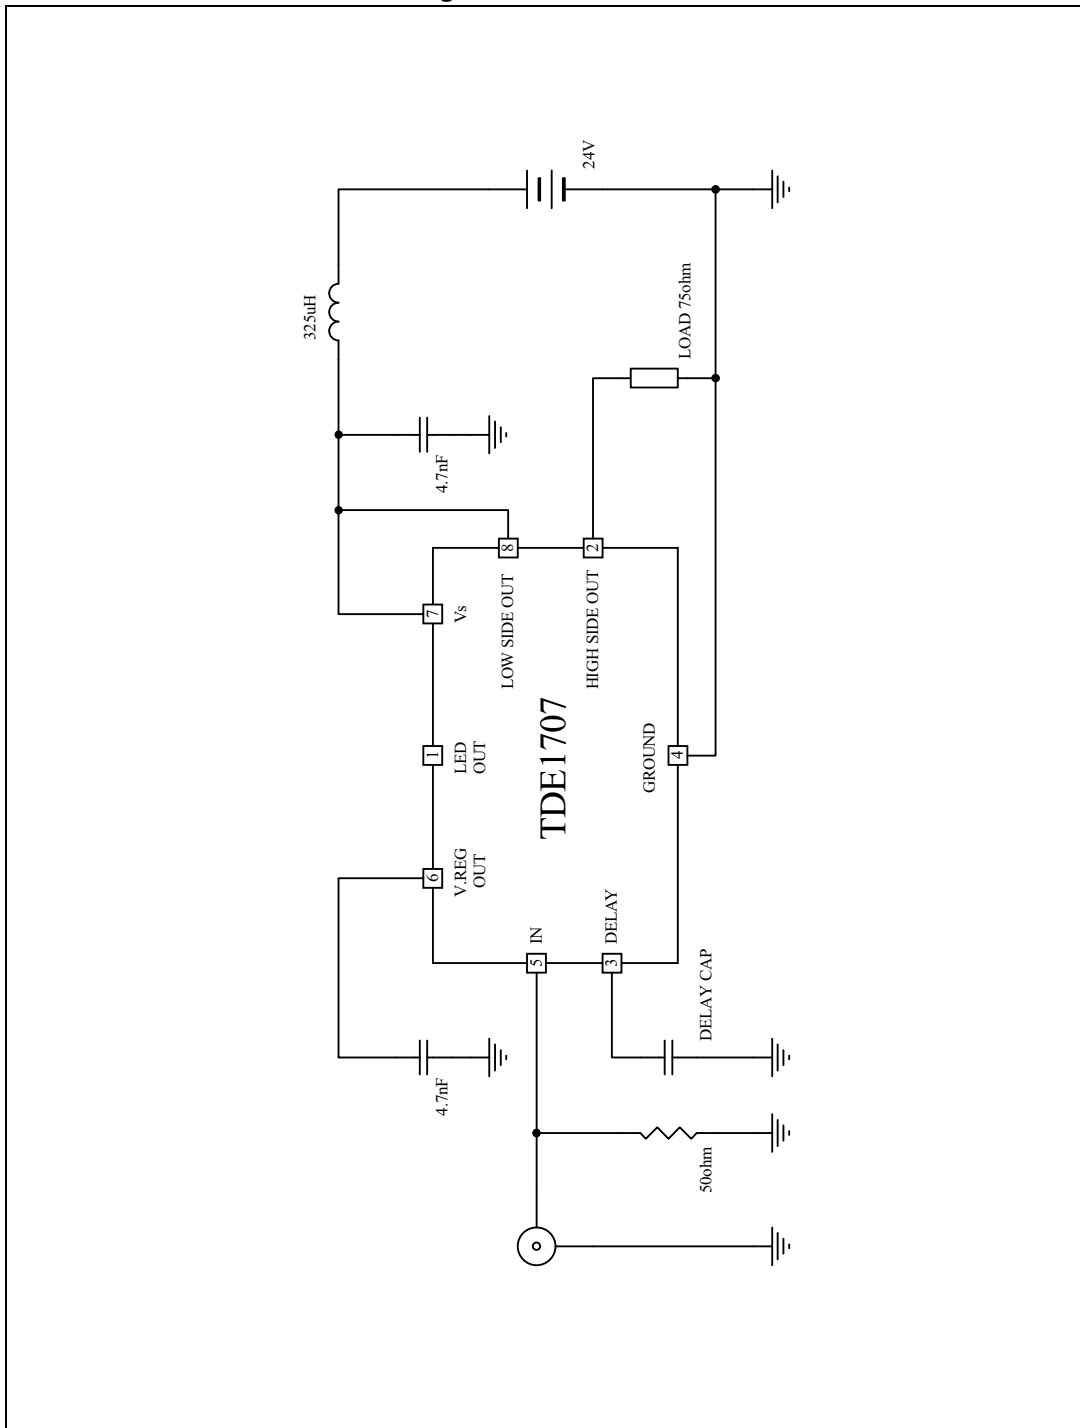 24V
325uH
LOAD 75ohm
4.7nF
8
2
7
Vs
LOW SIDE OUT
HIGH SIDE OUT
1
LED
OUT
TDE1707
GROUND
4
6
V.REG
OUT
5
IN
3
DELAY
DELAY CAP
4.7nF
50ohm